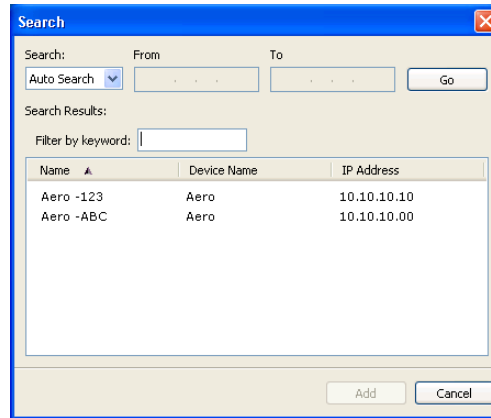 Search
Search: From To
Auto Search . . . . . . Go
Search Results:
Filter by keyword:
Name Device Name IP Address
Aero -123 Aero 10.10.10.10
Aero -ABC Aero 10.10.10.00
Add Cancel